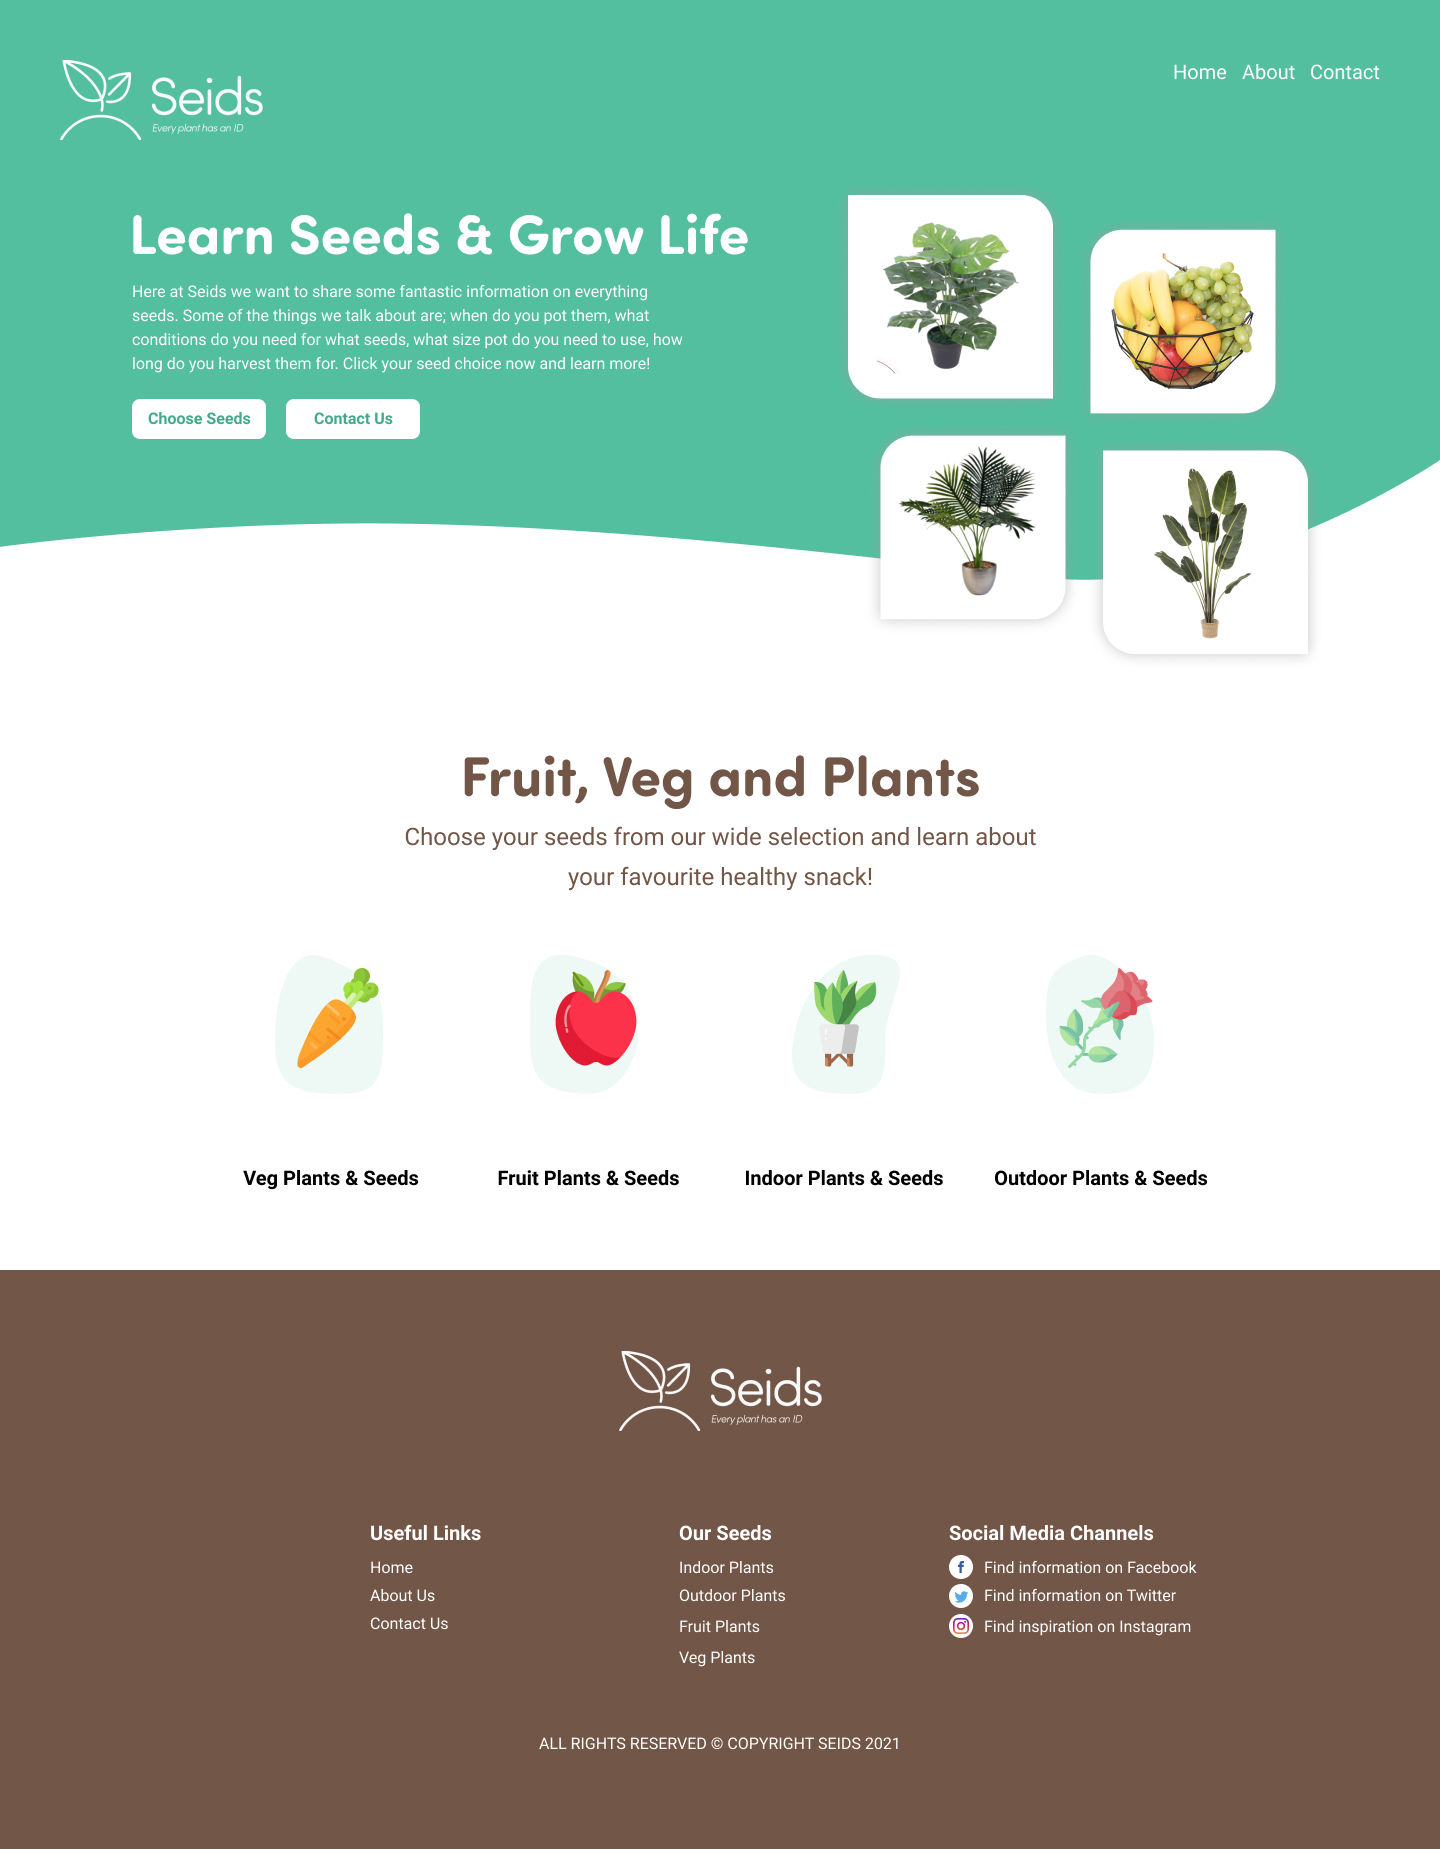 Seids
Every plant has an ID
Home About Contact
Learn Seeds & Grow Life
Here at Seids we want to share some fantastic information on everything
seeds. Some of the things we talk about are; when do you pot them, what
conditions do you need for what seeds, what size pot do you need to use, how
long do you harvest them for. Click your seed choice now and learn more!
Choose Seeds
Contact Us
Fruit, Veg and Plants
Choose your seeds from our wide selection and learn about
your favourite healthy snack!
Veg Plants & Seeds
Fruit Plants & Seeds
Indoor Plants & Seeds
Outdoor Plants & Seeds
Seids
Every plant has an ID
Useful Links
Home
About Us
Contact Us
Our Seeds
Indoor Plants
Outdoor Plants
Fruit Plants
Veg Plants
Social Media Channels
Find information on Facebook
Find information on Twitter
Find inspiration on Instagram
ALL RIGHTS RESERVED © COPYRIGHT SEIDS 2021